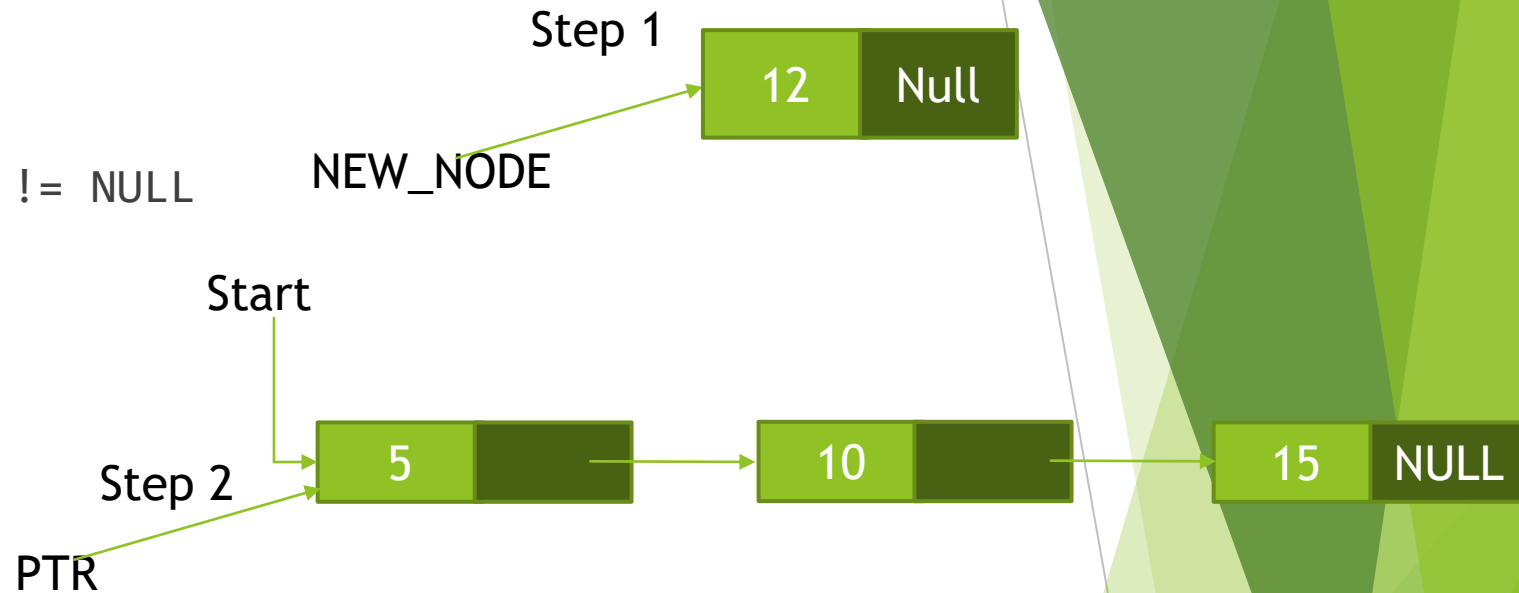 Step 1
12 Null
!= NULL NEW_NODE
Start
5 10 15 NULL
Step 2
PTR